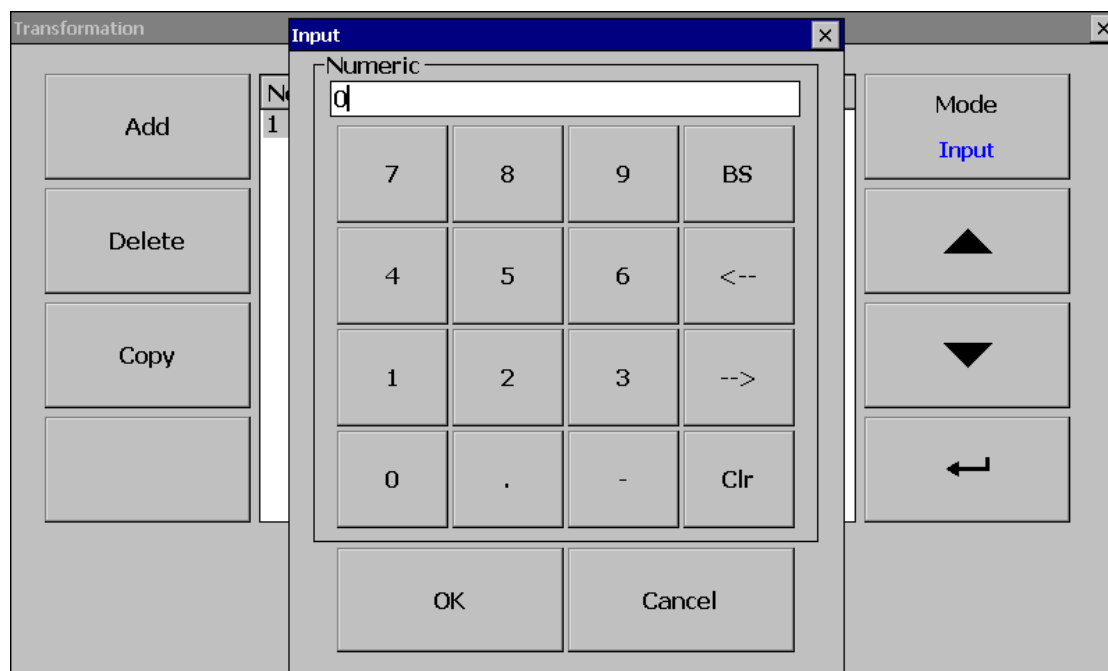 Transformation
Input
Numeric
0
Add
Delete
Copy
1
7 8 9 BS
4 5 6 <--
1 2 3 -->
0 . - Clr
OK Cancel
Mode
Input